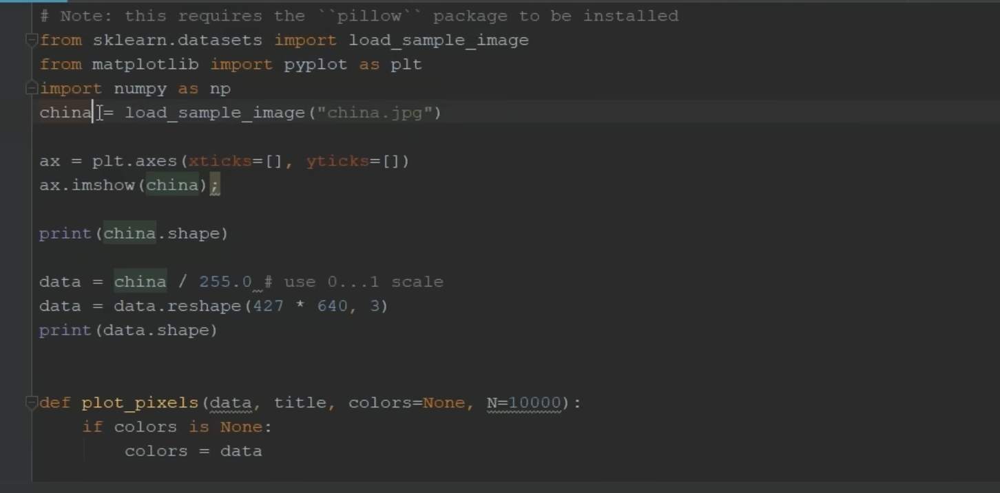 # Note: this requires the ``pillow`` package to be installed
from sklearn.datasets import load_sample_image
from matplotlib import pyplot as plt
import numpy as np
china = load_sample_image("china.jpg")
ax = plt.axes(xticks=[], yticks=[])
ax.imshow(china);
print(china.shape)
data = china / 255.0 # use 0...1 scale
data = data.reshape(427 * 640, 3)
print(data.shape)
def plot_pixels(data, title, colors=None, N=10000):
    if colors is None:
        colors = data